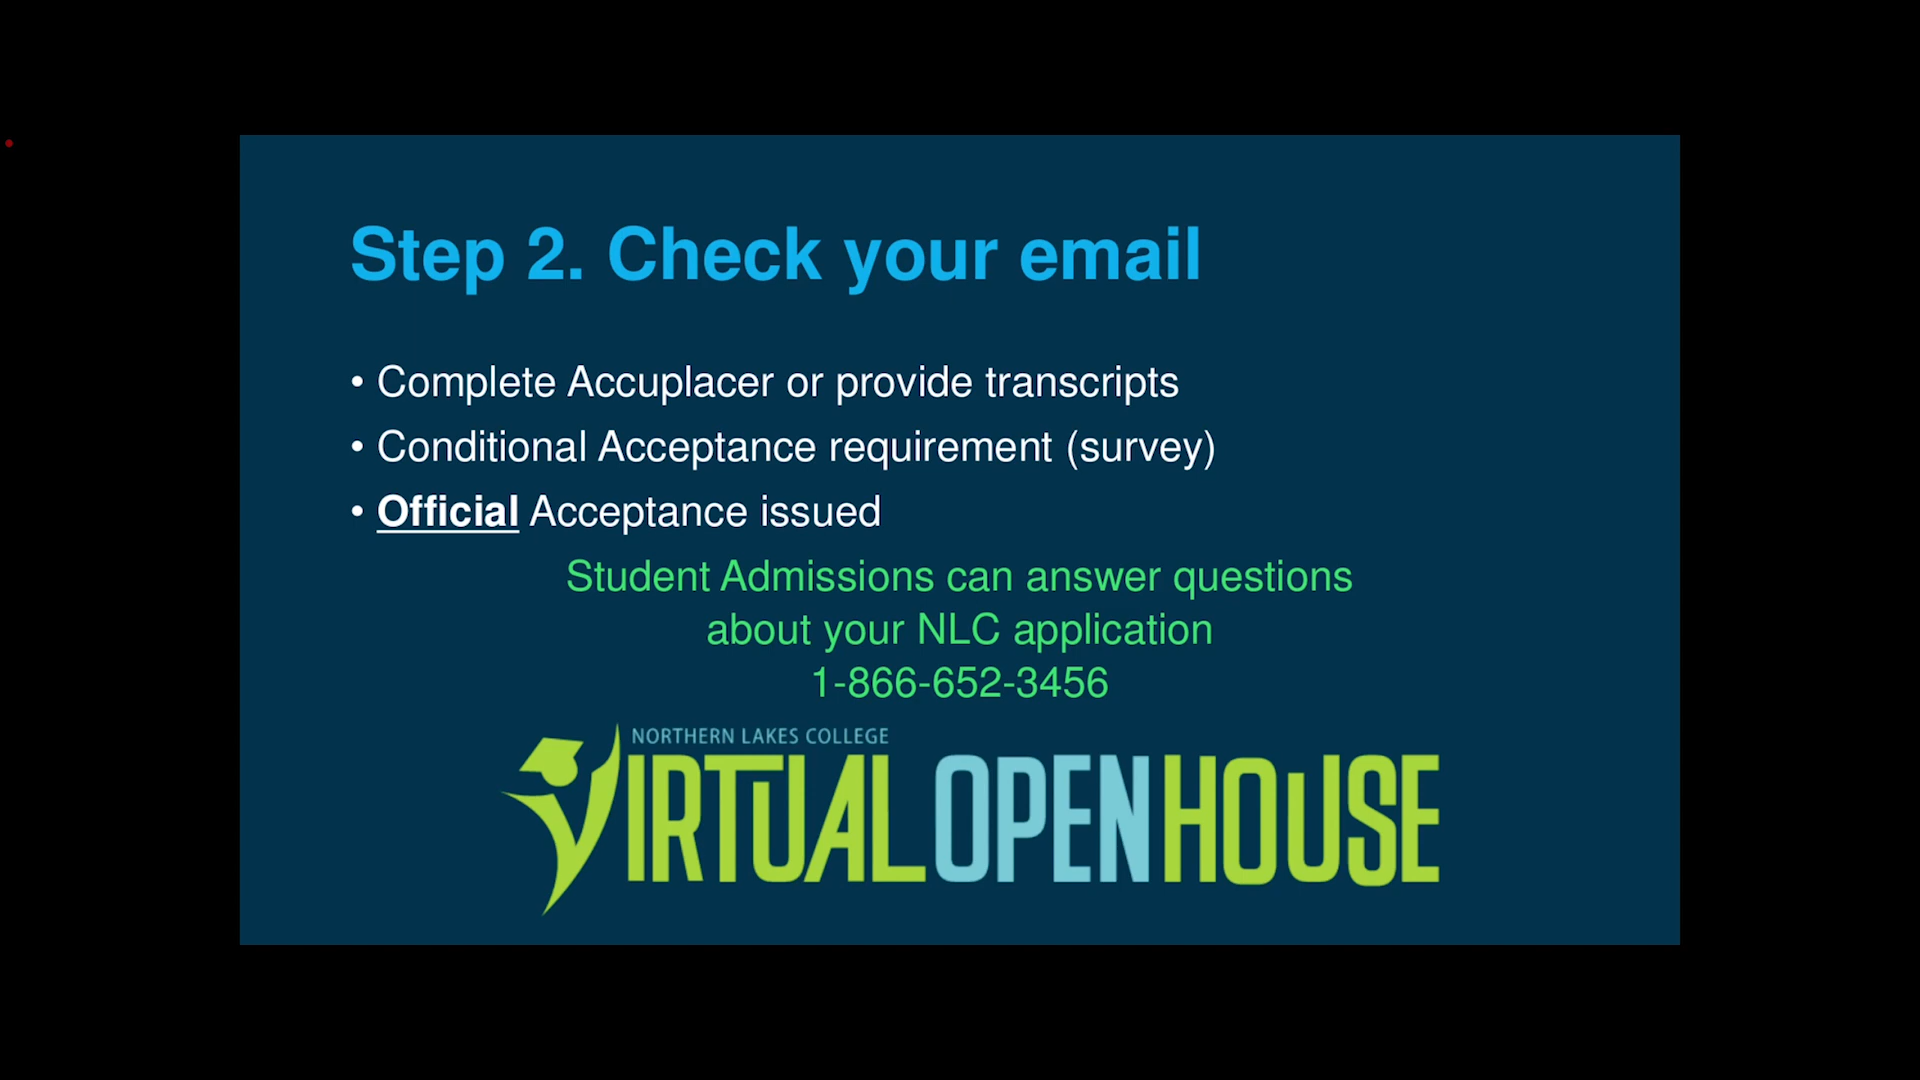 Step 2. Check your email
• Complete Accuplacer or provide transcripts
• Conditional Acceptance requirement (survey)
• Official Acceptance issued
Student Admissions can answer questions
about your NLC application
1-866-652-3456
NORTHERN LAKES COLLEGE
VIRTUAL OPEN HOUSE